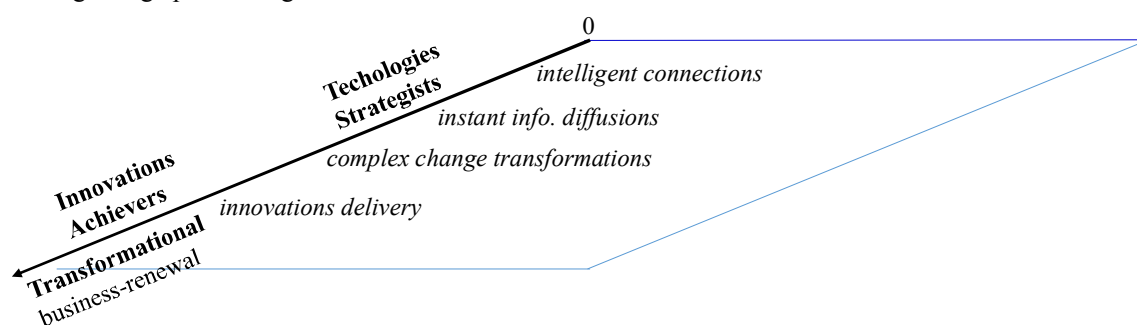 0
Techologies
Strategists
intelligent connections
instant info. diffusions
complex change transformations
Innovations
Achievers
innovations delivery
Transformational
business-renewal